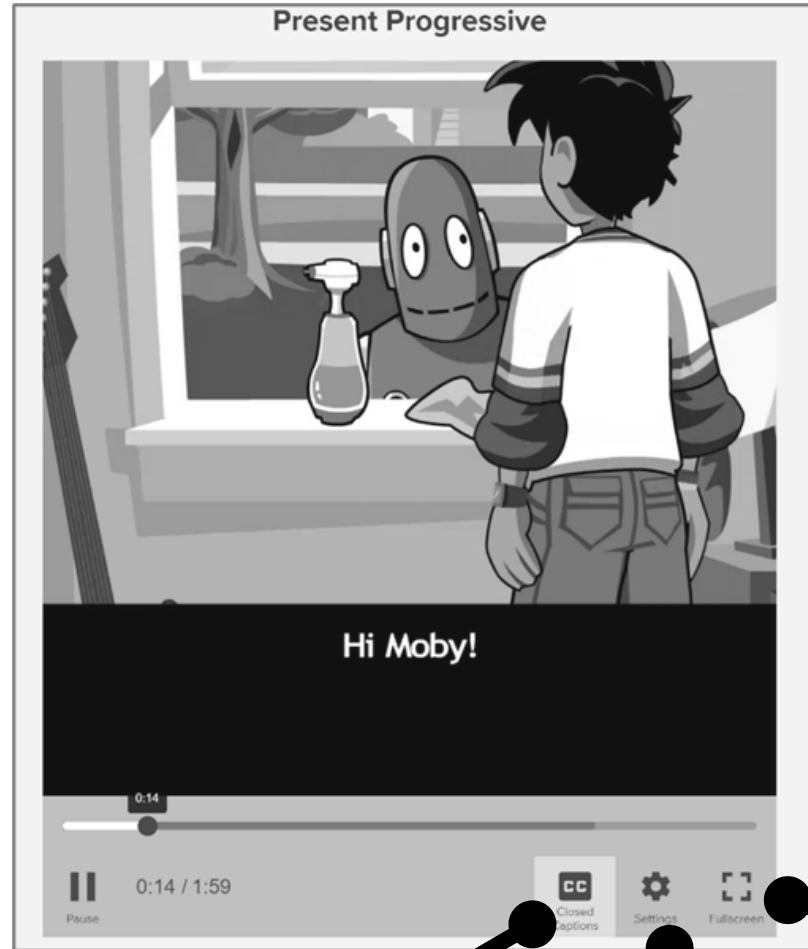 Present Progressive
Hi Moby!
0:14
0:14 / 1:59
CC
Pause
Closed
Captions
Settings
Fullscreen